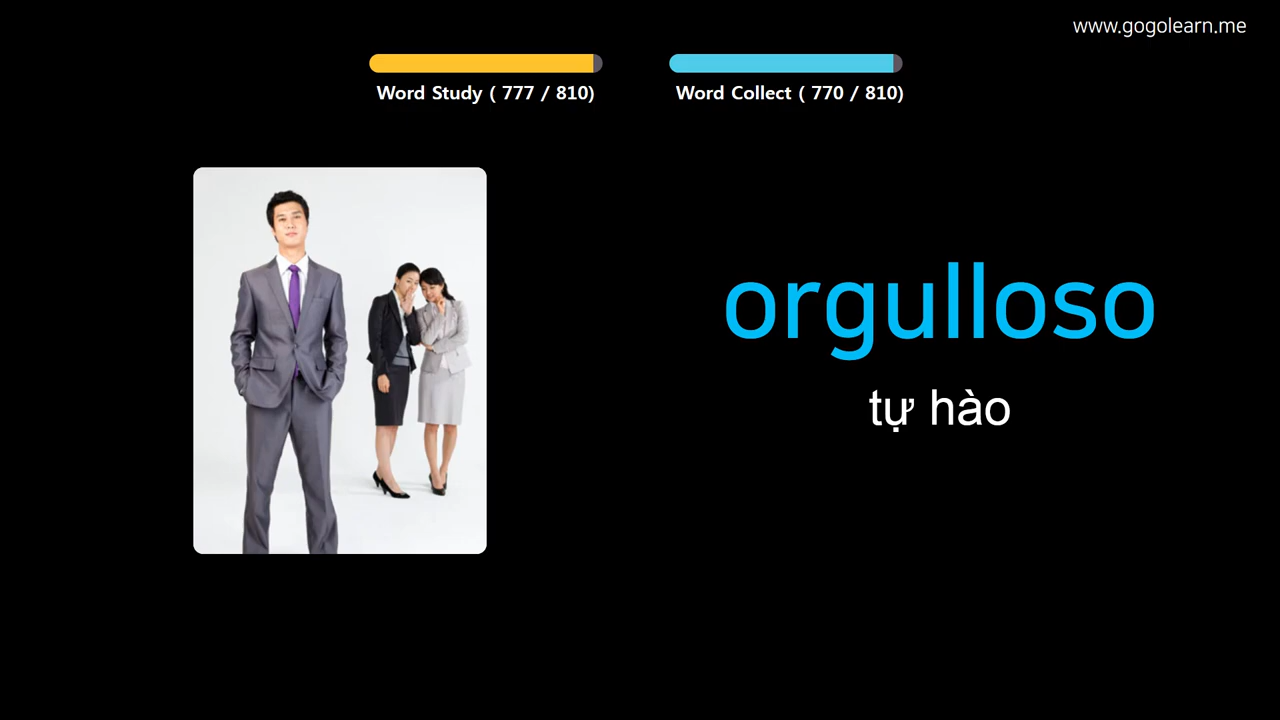 www.gogolearn.me
Word Study ( 777 / 810)
Word Collect ( 770 / 810)
orgulloso
tự hào